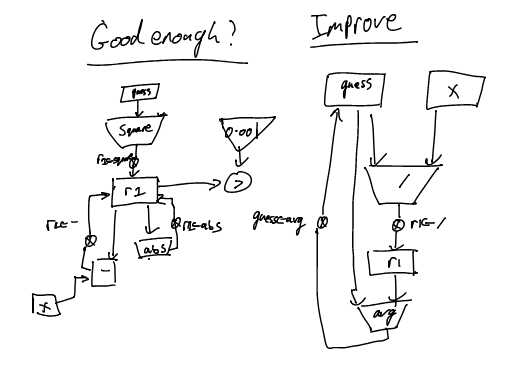 Good enough?
Improve
guess
Square
0.001
r1<-square
r1
>
r1<- -
r1<-abs
abs
-
x
guess
x
/
guess<-avg
r1<-/
r1
avg